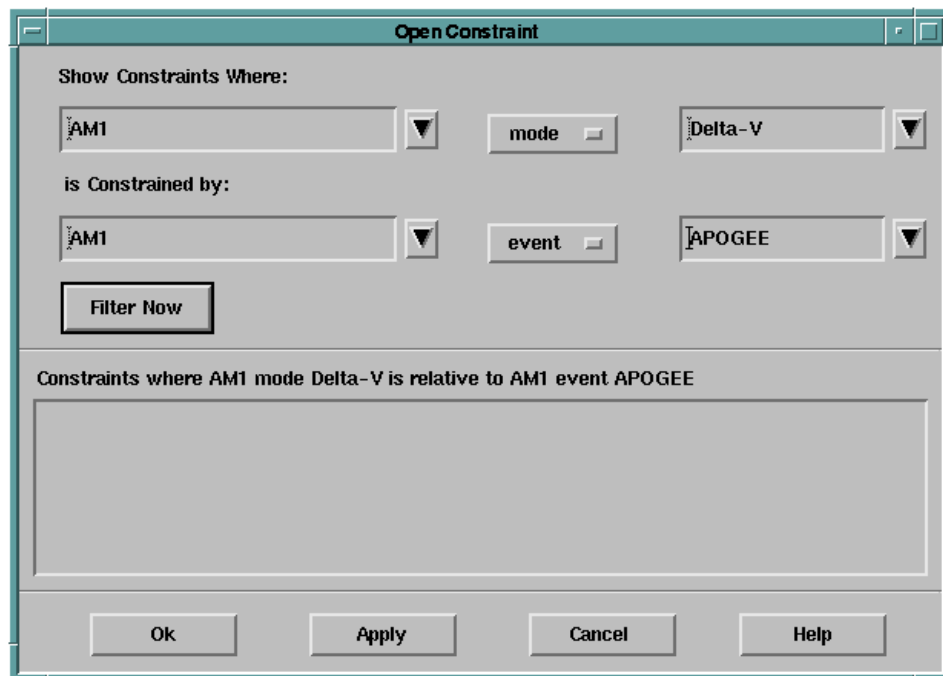 Open Constraint
Show Constraints Where:
AM1 mode Delta-V
is Constrained by:
AM1 event APOGEE
Filter Now
Constraints where AM1 mode Delta-V is relative to AM1 event APOGEE
Ok Apply Cancel Help